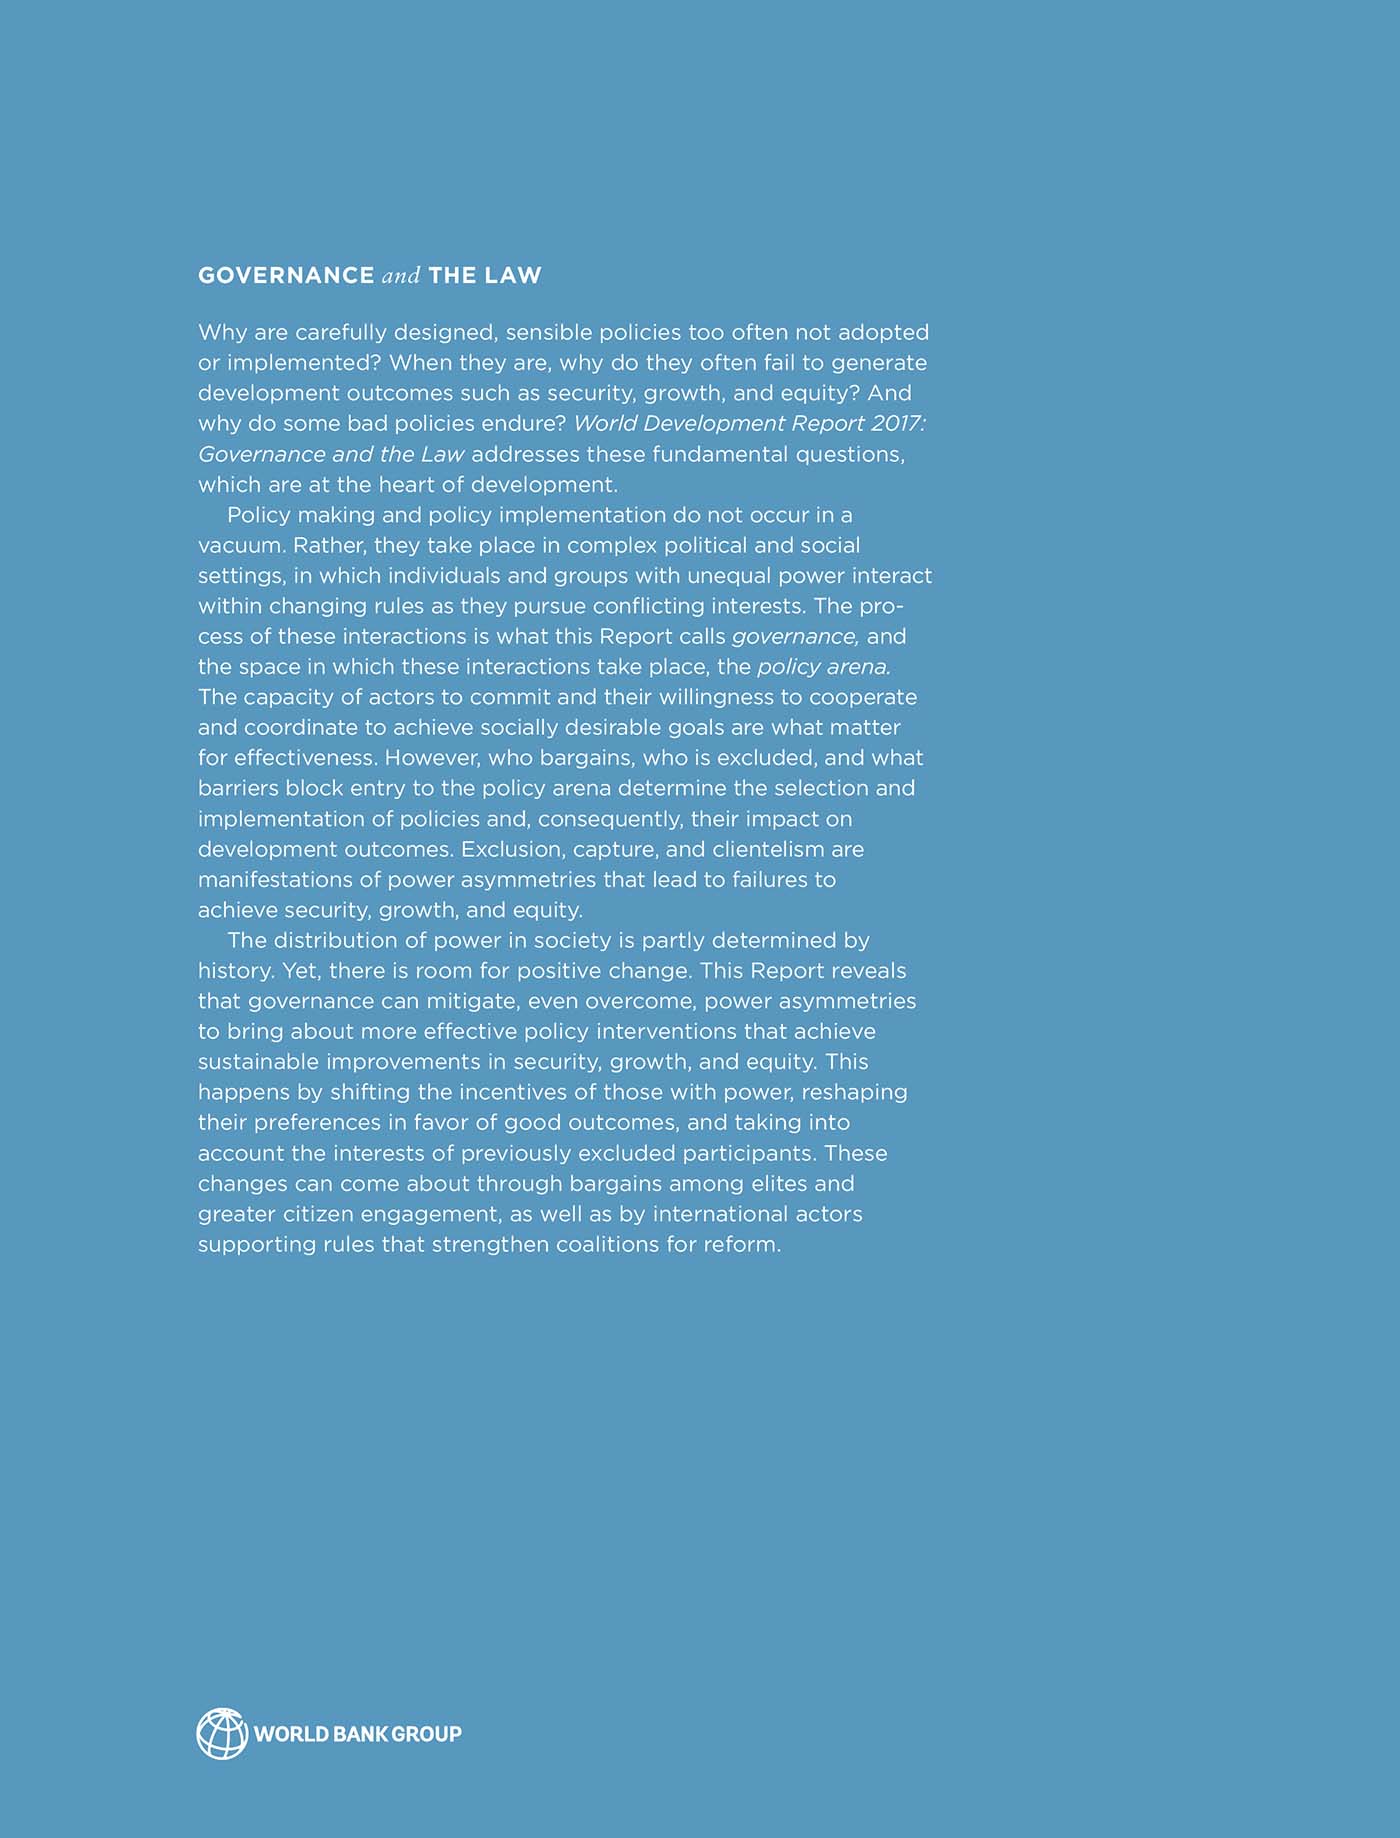 GOVERNANCE and THE LAW
Why are carefully designed, sensible policies too often not adopted
or implemented? When they are, why do they often fail to generate
development outcomes such as security, growth, and equity? And
why do some bad policies endure? World Development Report 2017:
Governance and the Law addresses these fundamental questions,
which are at the heart of development.
Policy making and policy implementation do not occur in a
vacuum. Rather, they take place in complex political and social
settings, in which individuals and groups with unequal power interact
within changing rules as they pursue conflicting interests. The pro-
cess of these interactions is what this Report calls governance, and
the space in which these interactions take place, the policy arena.
The capacity of actors to commit and their willingness to cooperate
and coordinate to achieve socially desirable goals are what matter
for effectiveness. However, who bargains, who is excluded, and what
barriers block entry to the policy arena determine the selection and
implementation of policies and, consequently, their impact on
development outcomes. Exclusion, capture, and clientelism are
manifestations of power asymmetries that lead to failures to
achieve security, growth, and equity.
The distribution of power in society is partly determined by
history. Yet, there is room for positive change. This Report reveals
that governance can mitigate, even overcome, power asymmetries
to bring about more effective policy interventions that achieve
sustainable improvements in security, growth, and equity. This
happens by shifting the incentives of those with power, reshaping
their preferences in favor of good outcomes, and taking into
account the interests of previously excluded participants. These
changes can come about through bargains among elites and
greater citizen engagement, as well as by international actors
supporting rules that strengthen coalitions for reform.
WORLD BANK GROUP